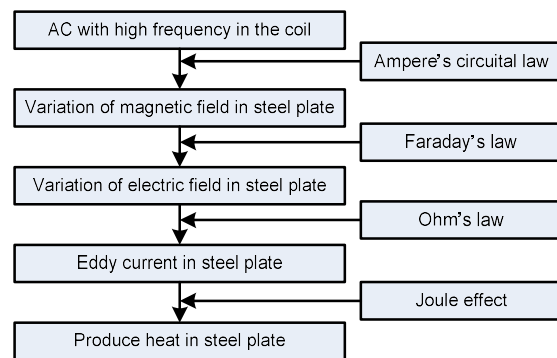 AC with high frequency in the coil
Ampere's circuital law
Variation of magnetic field in steel plate
Faraday's law
Variation of electric field in steel plate
Ohm's law
Eddy current in steel plate
Joule effect
Produce heat in steel plate